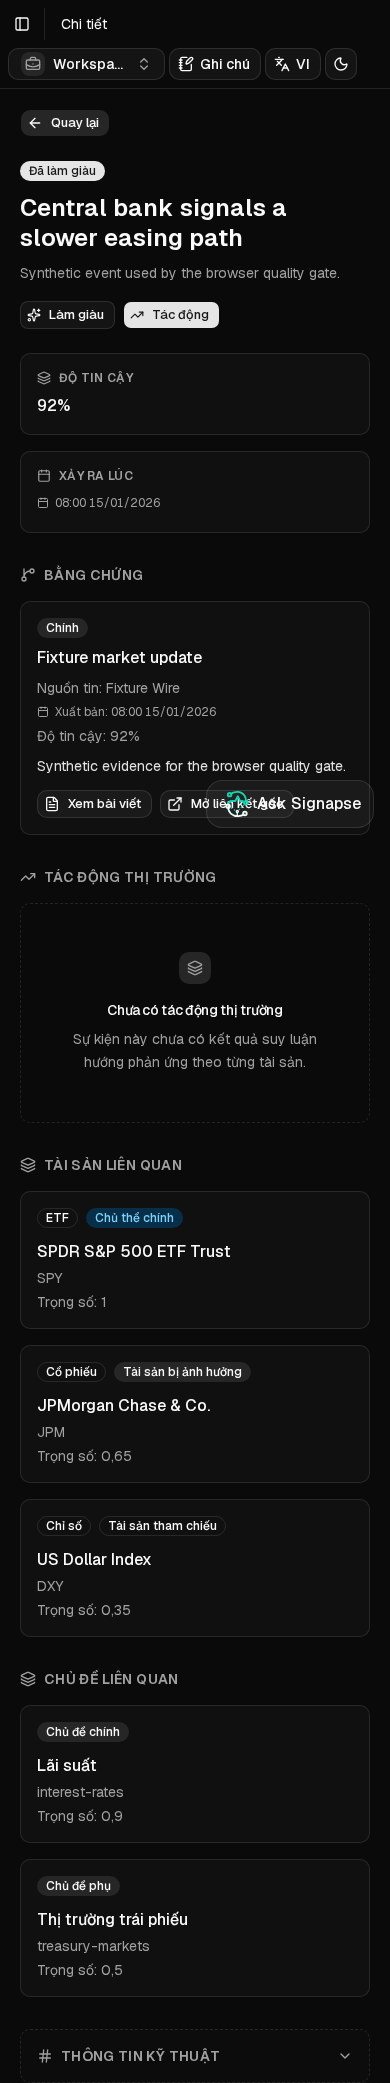 Chi tiết
Workspa...
Ghi chú
VI
Quay lại
Đã làm giàu
Central bank signals a
slower easing path
Synthetic event used by the browser quality gate.
Làm giàu
Tác động
ĐỘ TIN CẬY
92%
XẢY RA LÚC
08:00 15/01/2026
BẰNG CHỨNG
Chính
Fixture market update
Nguồn tin: Fixture Wire
Xuất bản: 08:00 15/01/2026
Độ tin cậy: 92%
Synthetic evidence for the browser quality gate.
Xem bài viết
Mở liên kết gốc
Ask Signapse
TÁC ĐỘNG THỊ TRƯỜNG
Chưa có tác động thị trường
Sự kiện này chưa có kết quả suy luận
hướng phản ứng theo từng tài sản.
TÀI SẢN LIÊN QUAN
ETF
Chủ thể chính
SPDR S&P 500 ETF Trust
SPY
Trọng số: 1
Cổ phiếu
Tài sản bị ảnh hưởng
JPMorgan Chase & Co.
JPM
Trọng số: 0,65
Chỉ số
Tài sản tham chiếu
US Dollar Index
DXY
Trọng số: 0,35
CHỦ ĐỀ LIÊN QUAN
Chủ đề chính
Lãi suất
interest-rates
Trọng số: 0,9
Chủ đề phụ
Thị trường trái phiếu
treasury-markets
Trọng số: 0,5
THÔNG TIN KỸ THUẬT